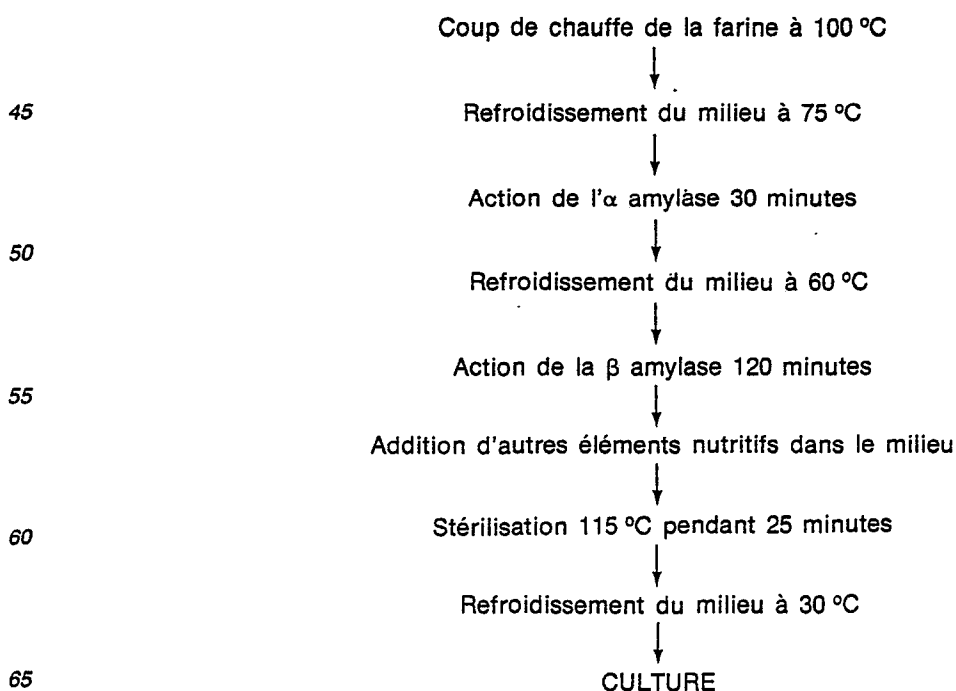 Coup de chauffe de la farine à 100 °C
45 Refroidissement du milieu à 75 °C
Action de l'α amylase 30 minutes
50
Refroidissement du milieu à 60 °C
Action de la β amylase 120 minutes
55
Addition d'autres éléments nutritifs dans le milieu
Stérilisation 115 °C pendant 25 minutes
60
Refroidissement du milieu à 30 °C
65 CULTURE